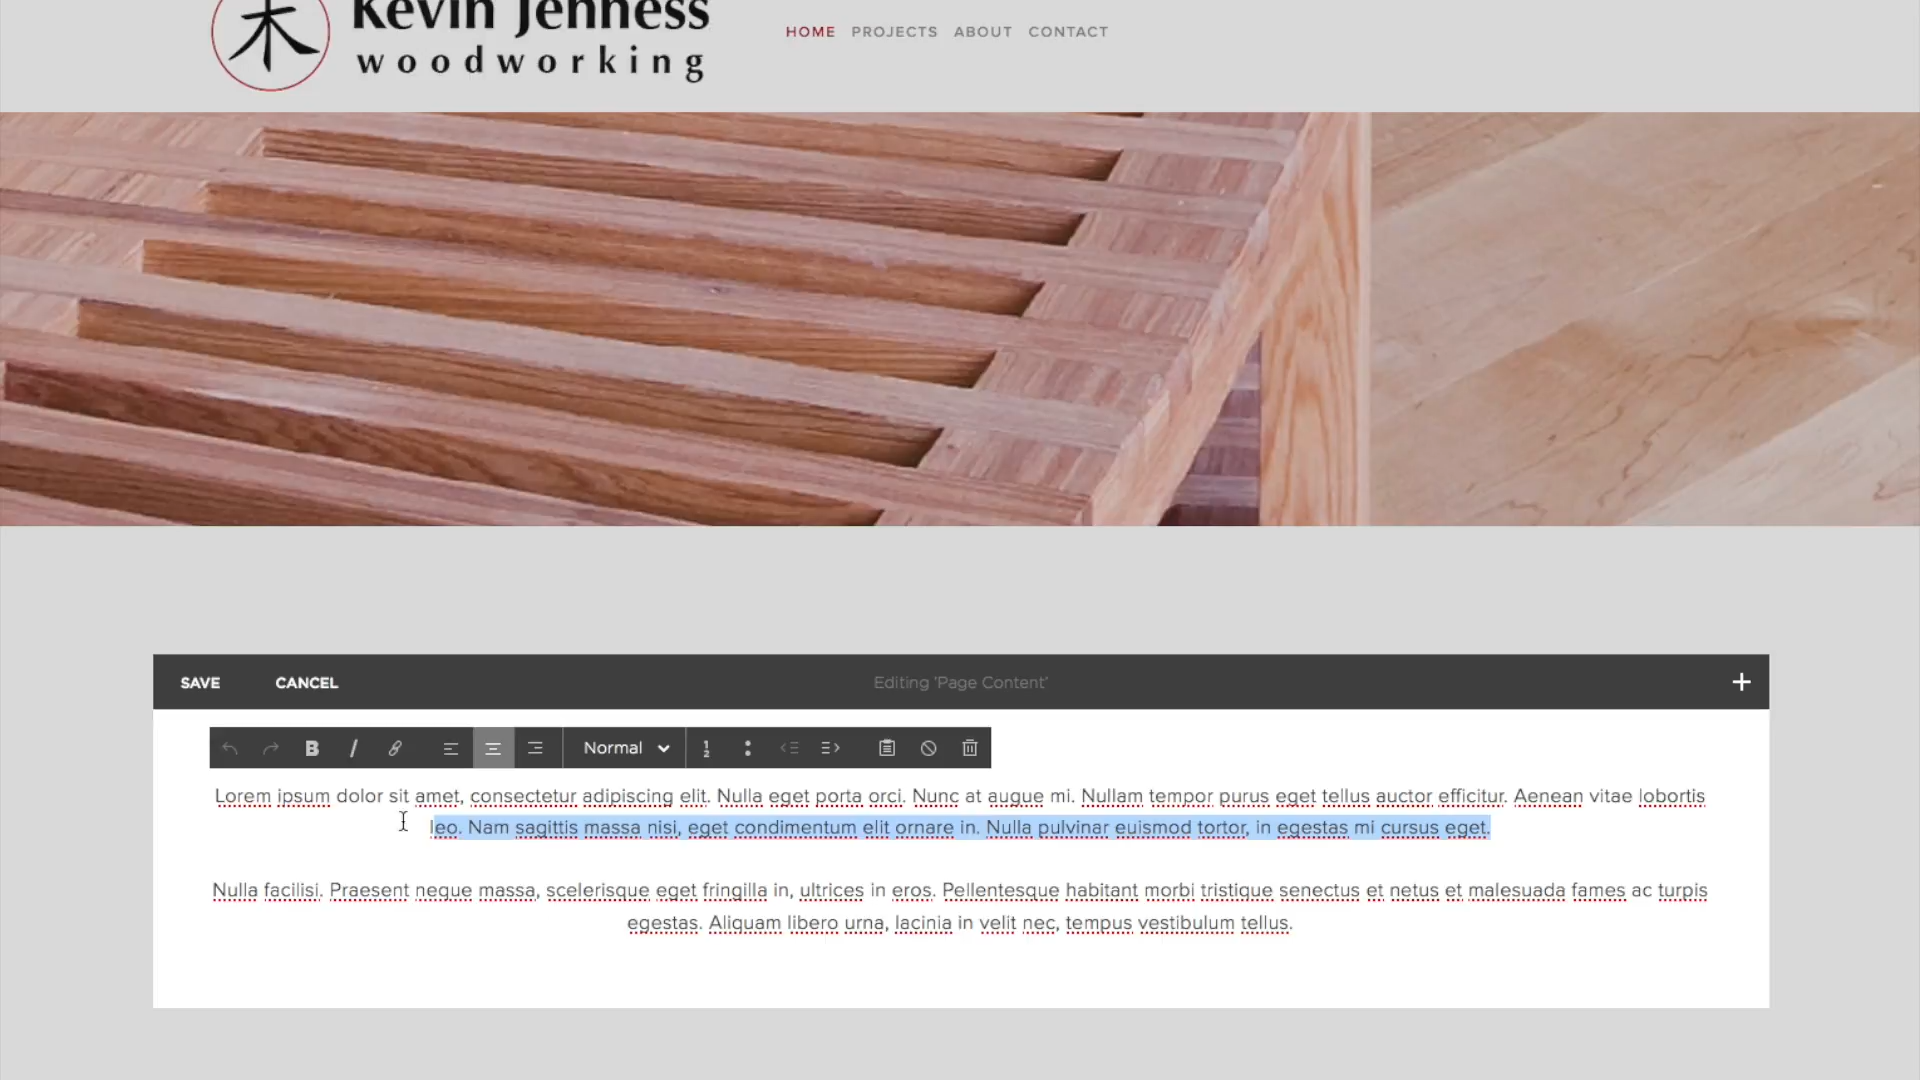 木
Kevin Jenness
woodworking
HOME PROJECTS ABOUT CONTACT
SAVE CANCEL Editing 'Page Content' +
B I Normal
Lorem ipsum dolor sit amet, consectetur adipiscing elit. Nulla eget porta orci. Nunc at augue mi. Nullam tempor purus eget tellus auctor efficitur. Aenean vitae lobortis
leo. Nam sagittis massa nisi, eget condimentum elit ornare in. Nulla pulvinar euismod tortor, in egestas mi cursus eget.
Nulla facilisi. Praesent neque massa, scelerisque eget fringilla in, ultrices in eros. Pellentesque habitant morbi tristique senectus et netus et malesuada fames ac turpis
egestas. Aliquam libero urna, lacinia in velit nec, tempus vestibulum tellus.